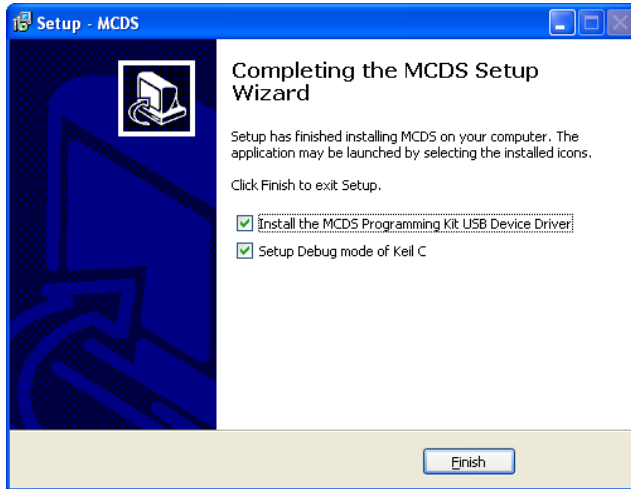 Setup - MCDS
Completing the MCDS Setup
Wizard
Setup has finished installing MCDS on your computer. The
application may be launched by selecting the installed icons.
Click Finish to exit Setup.
Install the MCDS Programming Kit USB Device Driver
Setup Debug mode of Keil C
Finish